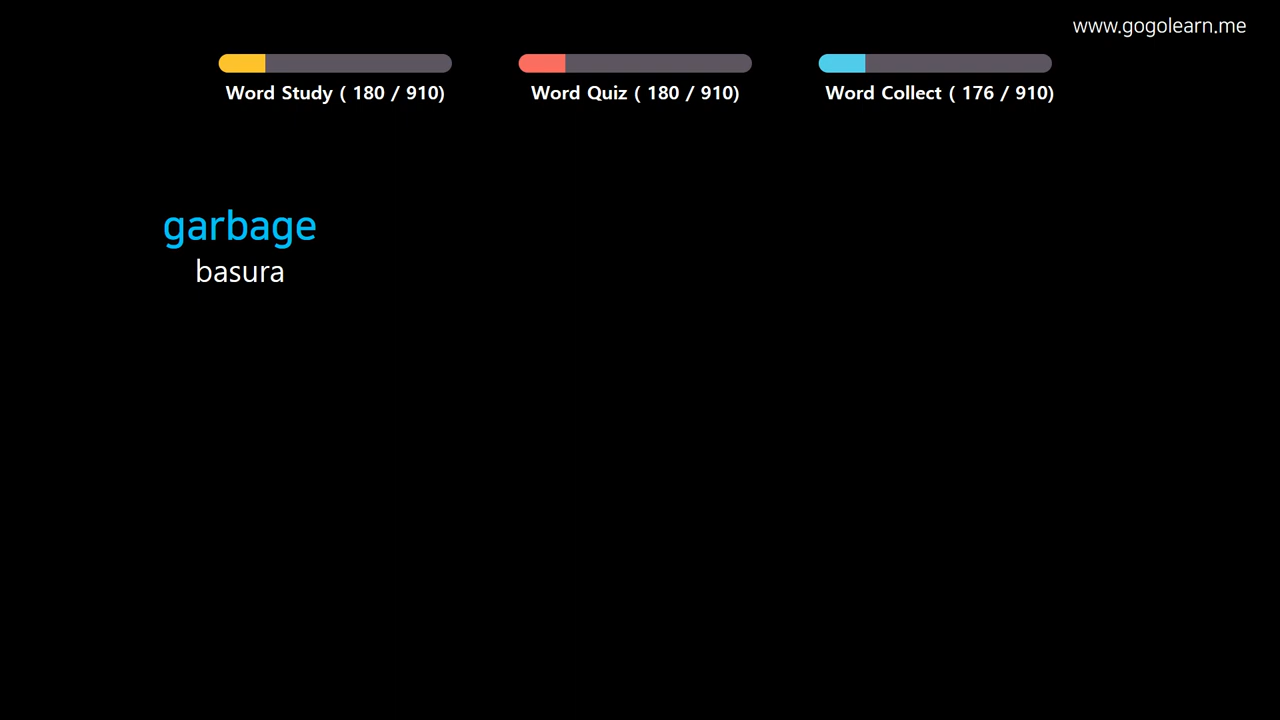 www.gogolearn.me
Word Study ( 180 / 910)
Word Quiz ( 180 / 910)
Word Collect ( 176 / 910)
garbage
basura